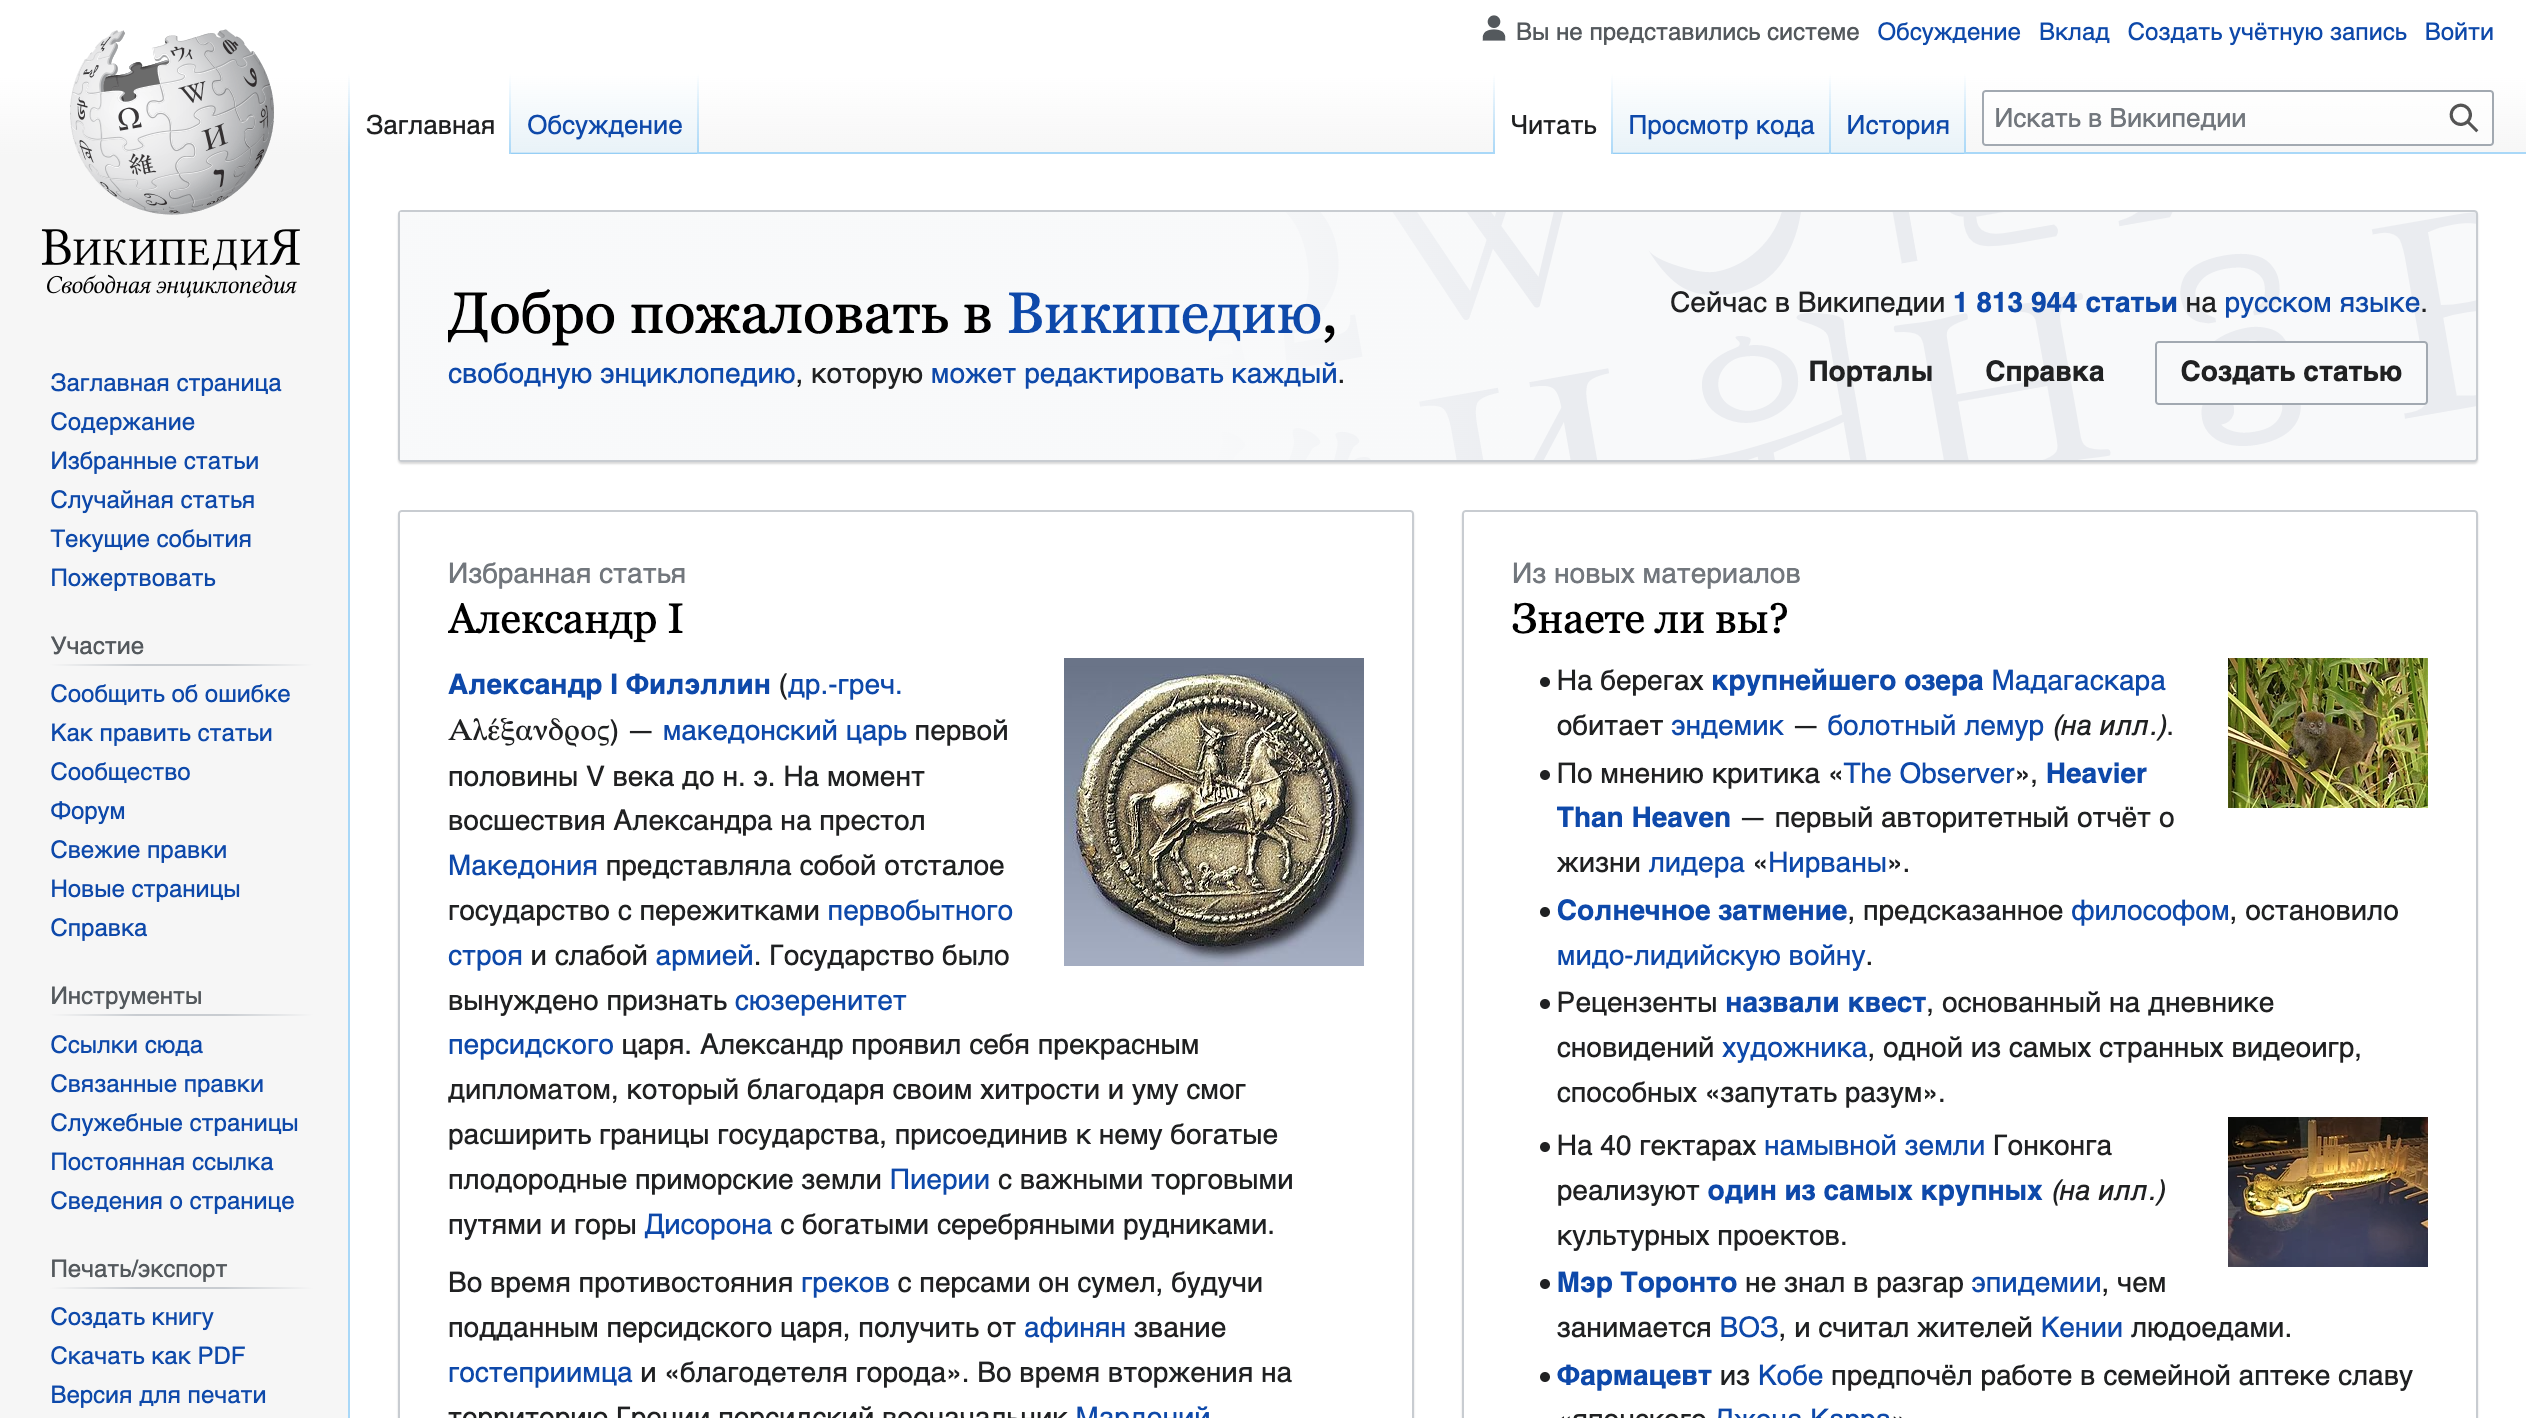 Вы не представились системе Обсуждение Вклад Создать учётную запись Войти
Заглавная Обсуждение Читать Просмотр кода История Искать в Википедии
ВикипедиЯ
Свободная энциклопедия
Заглавная страница
Содержание
Избранные статьи
Случайная статья
Текущие события
Пожертвовать
Участие
Сообщить об ошибке
Как править статьи
Сообщество
Форум
Свежие правки
Новые страницы
Справка
Инструменты
Ссылки сюда
Связанные правки
Служебные страницы
Постоянная ссылка
Сведения о странице
Печать/экспорт
Создать книгу
Скачать как PDF
Версия для печати
Добро пожаловать в Википедию,
свободную энциклопедию, которую может редактировать каждый.
Сейчас в Википедии 1 813 944 статьи на русском языке.
Порталы Справка Создать статью
Избранная статья
Александр I
Александр I Филэллин (др.-греч.
Αλέξανδρος) — македонский царь первой
половины V века до н. э. На момент
восшествия Александра на престол
Македония представляла собой отсталое
государство с пережитками первобытного
строя и слабой армией. Государство было
вынуждено признать сюзеренитет
персидского царя. Александр проявил себя прекрасным
дипломатом, который благодаря своим хитрости и уму смог
расширить границы государства, присоединив к нему богатые
плодородные приморские земли Пиерии с важными торговыми
путями и горы Дисорона с богатыми серебряными рудниками.
Во время противостояния греков с персами он сумел, будучи
подданным персидского царя, получить от афинян звание
гостеприимца и «благодетеля города». Во время вторжения на
территорию Греции персидский военачальник Мардоний
Из новых материалов
Знаете ли вы?
На берегах крупнейшего озера Мадагаскара
обитает эндемик — болотный лемур (на илл.).
По мнению критика «The Observer», Heavier
Than Heaven — первый авторитетный отчёт о
жизни лидера «Нирваны».
Солнечное затмение, предсказанное философом, остановило
мидо-лидийскую войну.
Рецензенты назвали квест, основанный на дневнике
сновидений художника, одной из самых странных видеоигр,
способных «запутать разум».
На 40 гектарах намывной земли Гонконга
реализуют один из самых крупных (на илл.)
культурных проектов.
Мэр Торонто не знал в разгар эпидемии, чем
занимается ВОЗ, и считал жителей Кении людоедами.
Фармацевт из Кобе предпочёл работе в семейной аптеке славу
«японского Джона Карра»